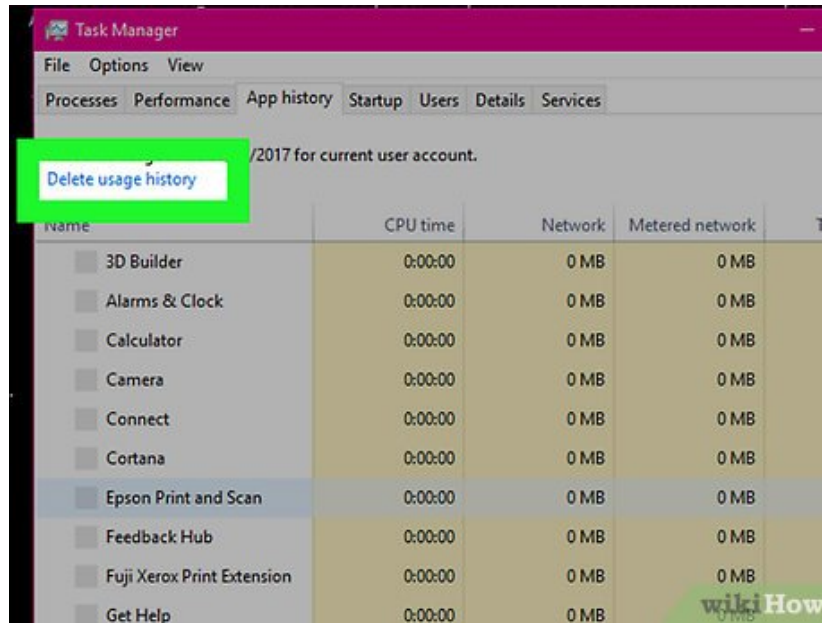 Task Manager
File Options View
Processes Performance App history Startup Users Details Services
/2017 for current user account.
Delete usage history
Name CPU time Network Metered network
3D Builder 0:00:00 0 MB 0 MB
Alarms & Clock 0:00:00 0 MB 0 MB
Calculator 0:00:00 0 MB 0 MB
Camera 0:00:00 0 MB 0 MB
Connect 0:00:00 0 MB 0 MB
Cortana 0:00:00 0 MB 0 MB
Epson Print and Scan 0:00:00 0 MB 0 MB
Feedback Hub 0:00:00 0 MB 0 MB
Fuji Xerox Print Extension 0:00:00 0 MB 0 MB
Get Help 0:00:00 0 MB 0 MB
wikiHow